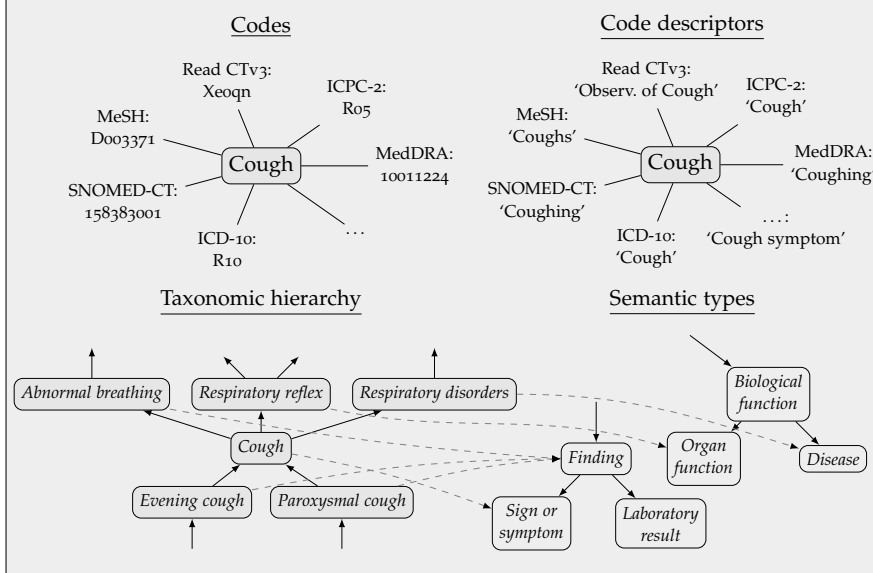 Codes
Read CTv3:
Xeoqn
ICPC-2:
R05
MeSH:
D003371
Cough
MedDRA:
10011224
SNOMED-CT:
158383001
ICD-10:
R10
...
Code descriptors
Read CTv3:
‘Observ. of Cough’
ICPC-2:
‘Cough’
MeSH:
‘Coughs’
Cough
MedDRA:
‘Coughing’
SNOMED-CT:
‘Coughing’
ICD-10:
‘Cough’
...:
‘Cough symptom’
Taxonomic hierarchy
Abnormal breathing
Respiratory reflex
Respiratory disorders
Cough
Evening cough
Paroxysmal cough
Semantic types
Biological
function
Organ
function
Disease
Finding
Sign or
symptom
Laboratory
result